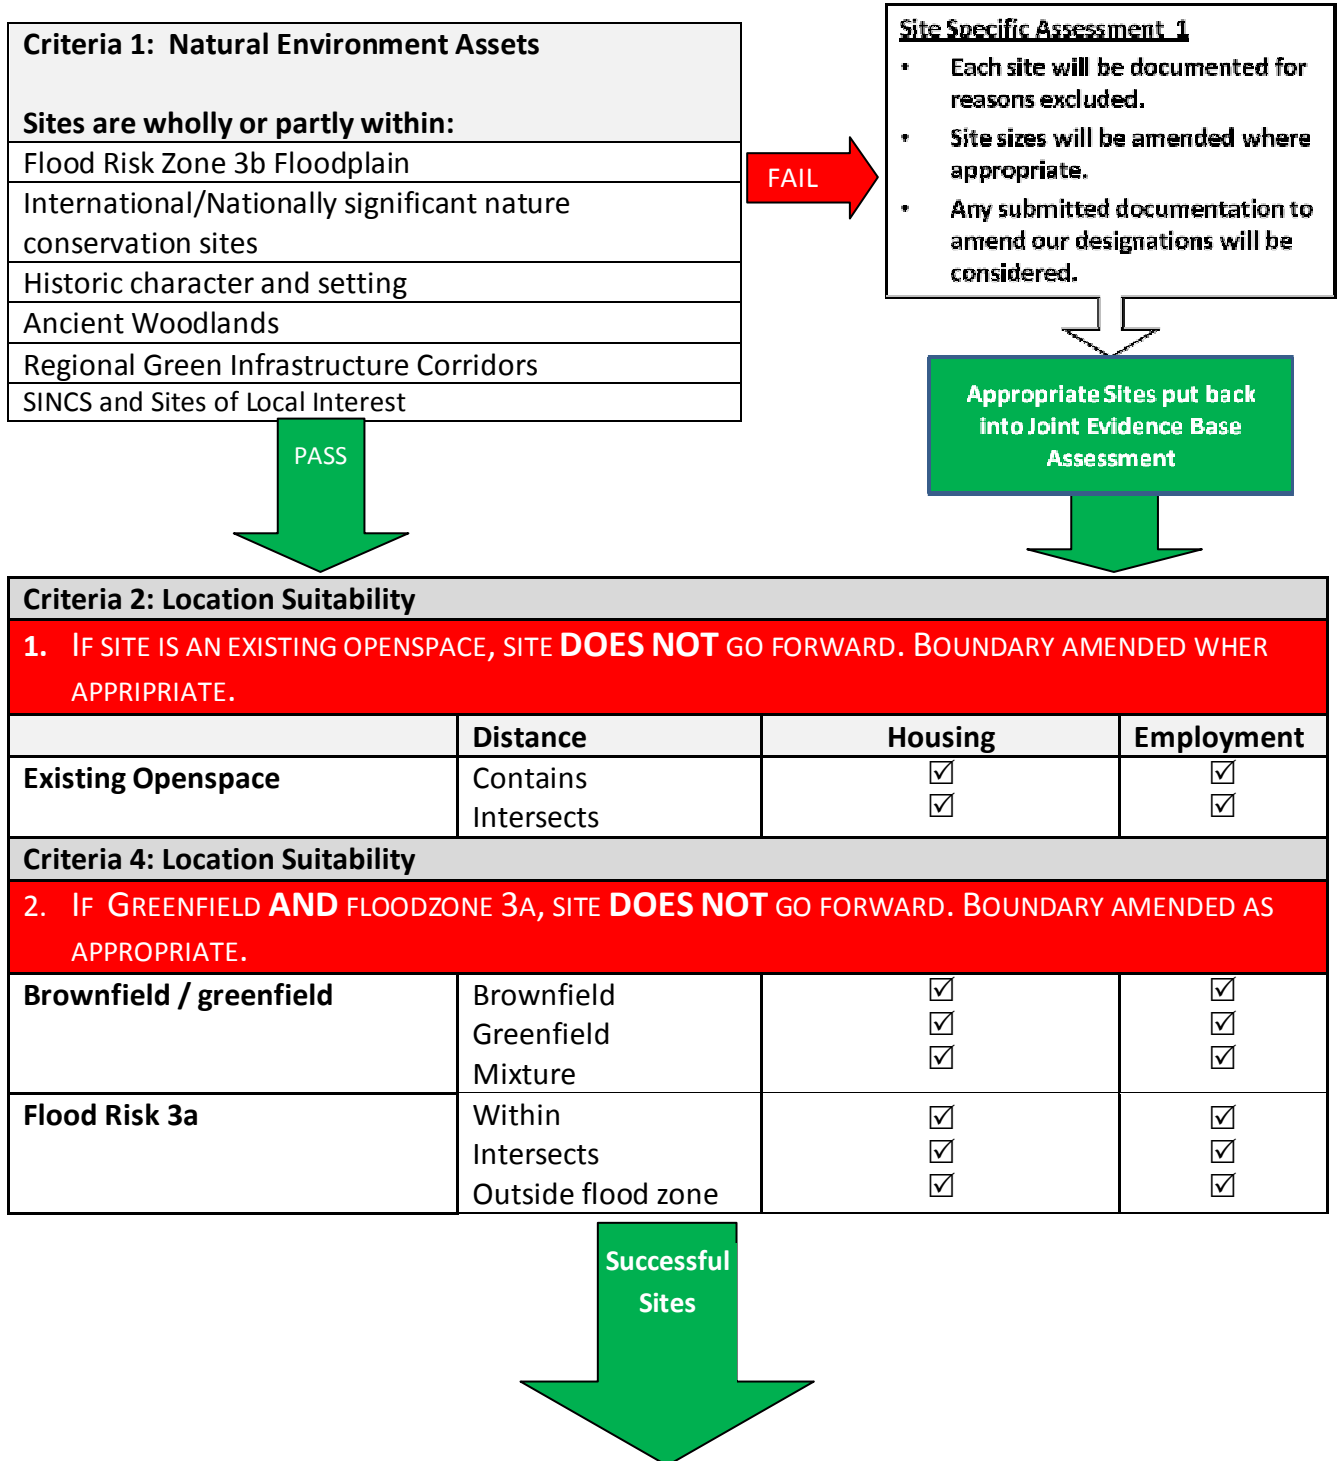 Criteria 1:  Natural Environment Assets
Sites are wholly or partly within:
Flood Risk Zone 3b Floodplain
International/Nationally significant nature
conservation sites
Historic character and setting
Ancient Woodlands
Regional Green Infrastructure Corridors
SINCS and Sites of Local Interest
FAIL
Site Specific Assessment  1
• Each site will be documented for
reasons excluded.
• Site sizes will be amended where
appropriate.
• Any submitted documentation to
amend our designations will be
considered.
PASS
Appropriate Sites put back
into Joint Evidence Base
Assessment
Criteria 2: Location Suitability
1. IF SITE IS AN EXISTING OPENSPACE, SITE DOES NOT GO FORWARD. BOUNDARY AMENDED WHER
APPRIPRIATE.
Distance Housing Employment
Existing Openspace Contains ☑ ☑
Intersects ☑ ☑
Criteria 4: Location Suitability
2. IF  GREENFIELD AND FLOODZONE 3A, SITE DOES NOT GO FORWARD. BOUNDARY AMENDED AS
APPROPRIATE.
Brownfield / greenfield Brownfield ☑ ☑
Greenfield ☑ ☑
Mixture ☑ ☑
Flood Risk 3a Within ☑ ☑
Intersects ☑ ☑
Outside flood zone ☑ ☑
Successful
Sites